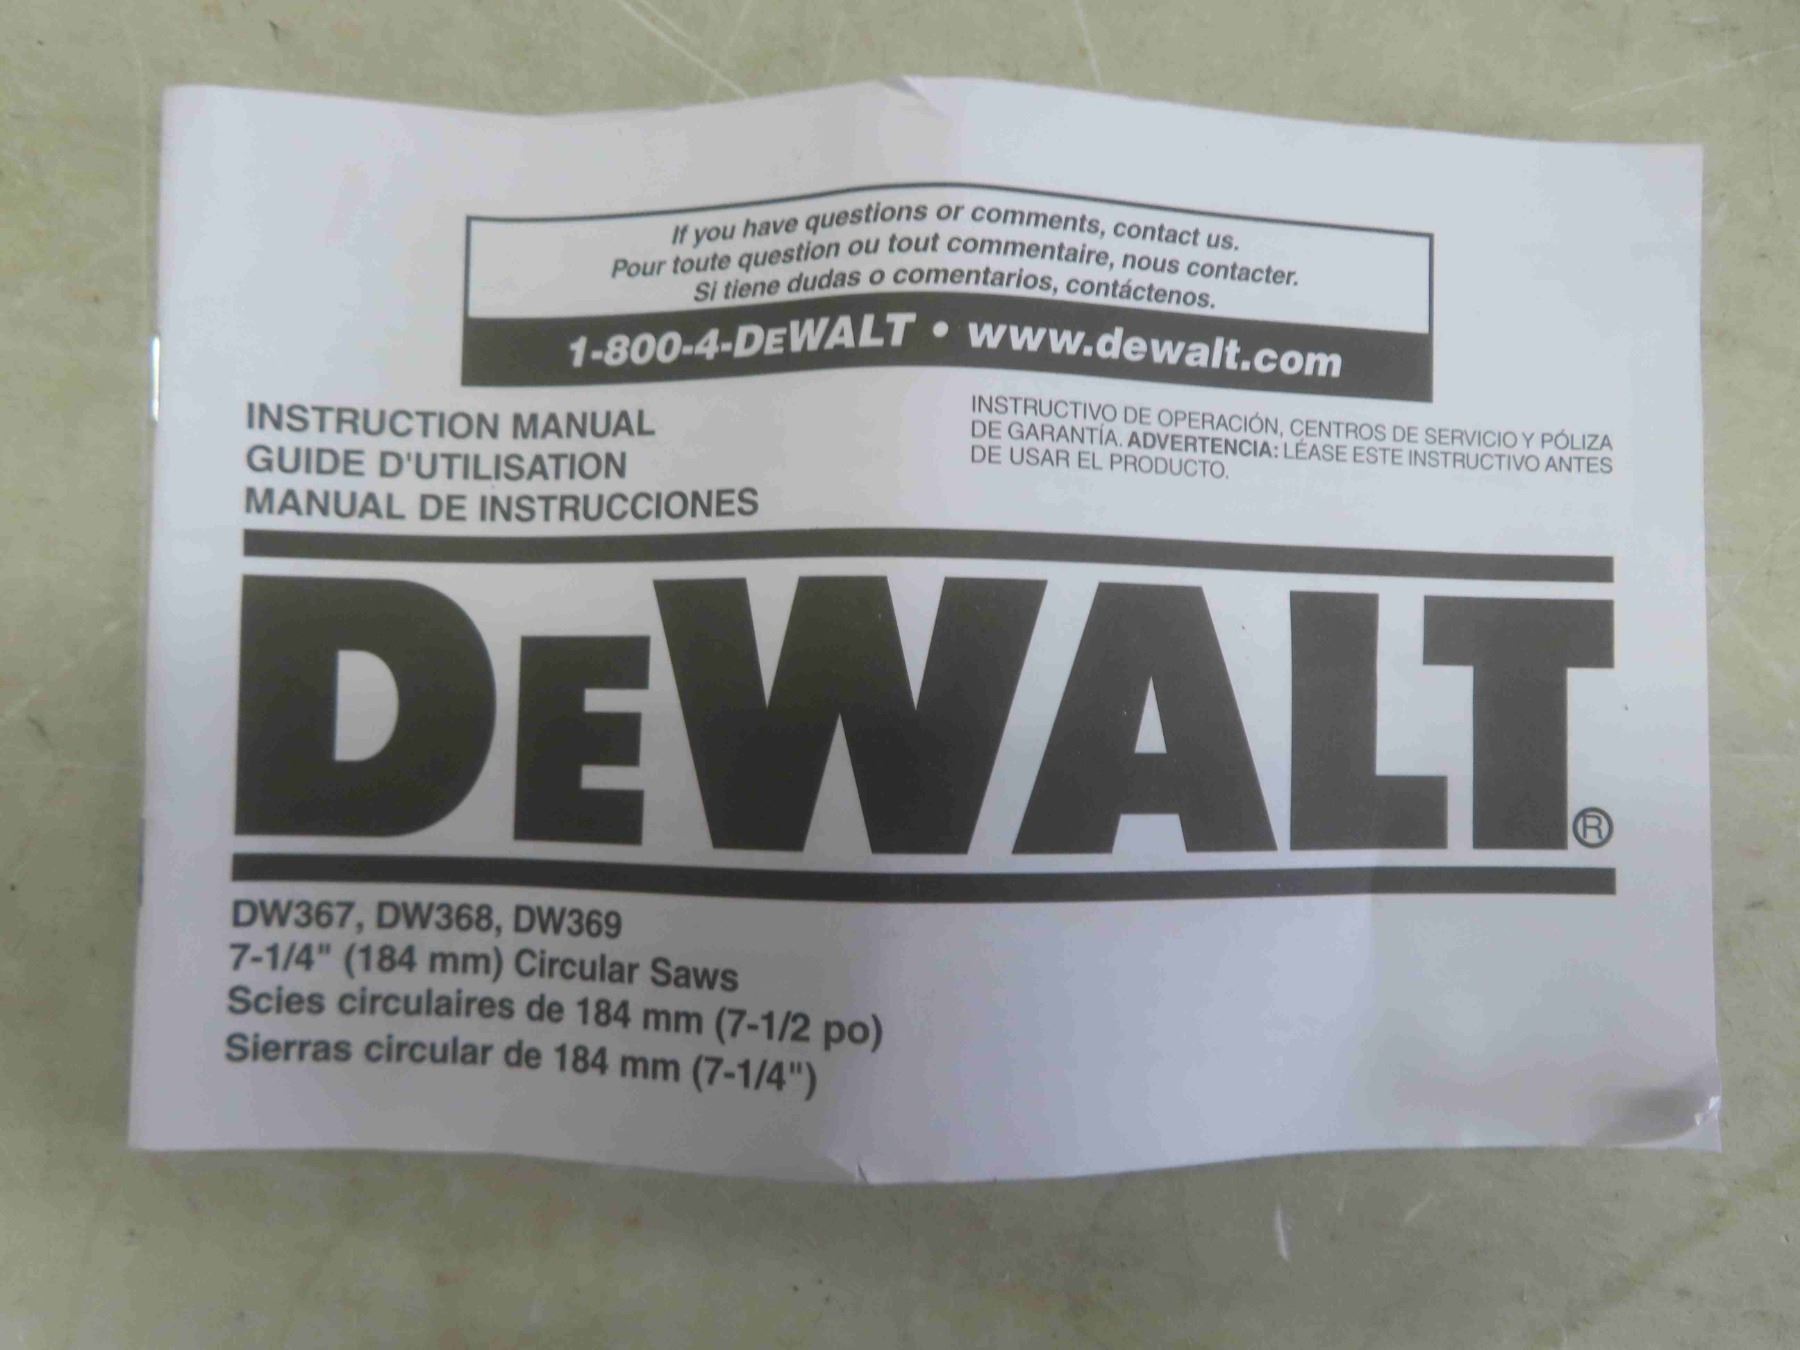 If you have questions or comments, contact us.
Pour toute question ou tout commentaire, nous contacter.
Si tiene dudas o comentarios, contáctenos.
1-800-4-DEWALT • www.dewalt.com
INSTRUCTION MANUAL
GUIDE D'UTILISATION
MANUAL DE INSTRUCCIONES
INSTRUCTIVO DE OPERACIÓN, CENTROS DE SERVICIO Y PÓLIZA
DE GARANTÍA. ADVERTENCIA: LÉASE ESTE INSTRUCTIVO ANTES
DE USAR EL PRODUCTO.
DEWALT®
DW367, DW368, DW369
7-1/4" (184 mm) Circular Saws
Scies circulaires de 184 mm (7-1/2 po)
Sierras circular de 184 mm (7-1/4")